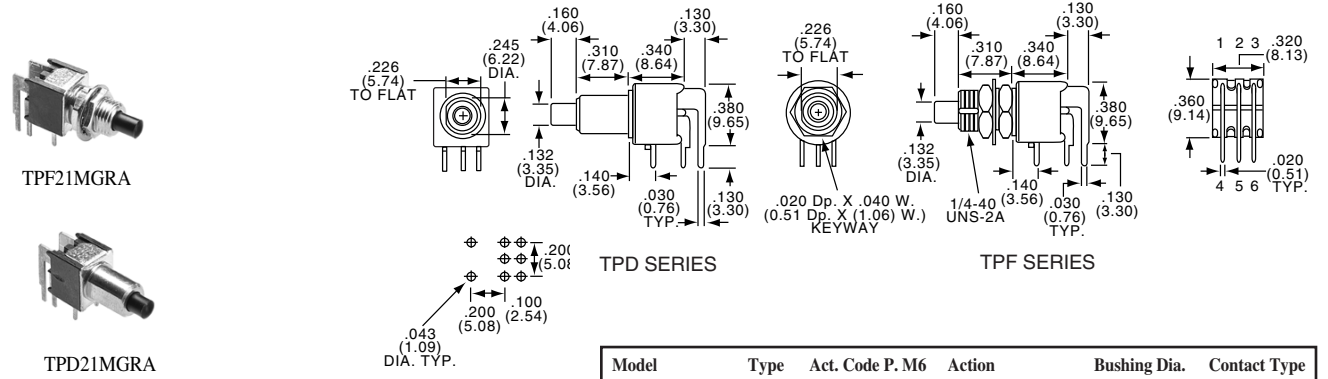 TPF21MGRA
TPD21MGRA
.226
(5.74)
TO FLAT
.245
(6.22)
DIA.
.160
(4.06)
.310
(7.87)
.340
(8.64)
.130
(3.30)
.380
(9.65)
.132
(3.35)
DIA.
.140
(3.56)
.030
(0.76)
TYP.
.130
(3.30)
TPD SERIES
.226
(5.74)
TO FLAT
.020 Dp. X .040 W.
(0.51 Dp. X (1.06) W.)
KEYWAY
.160
(4.06)
.310
(7.87)
.340
(8.64)
.130
(3.30)
.380
(9.65)
.132
(3.35)
DIA.
1/4-40
UNS-2A
.140
(3.56)
.030
(0.76)
TYP.
.130
(3.30)
TPF SERIES
1 2 3
.320
(8.13)
.360
(9.14)
.020
(0.51)
TYP.
4 5 6
.200
(5.08)
.100
(2.54)
.043
(1.09)
DIA. TYP.
Model Type Act. Code P. M6 Action Bushing Dia. Contact Type